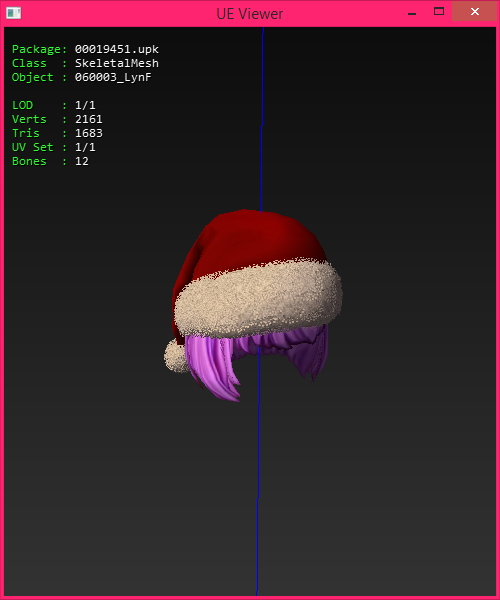 UE Viewer
Package: 00019451.upk
Class  : SkeletalMesh
Object : 060003_LynF
LOD    : 1/1
Verts  : 2161
Tris   : 1683
UV Set : 1/1
Bones  : 12